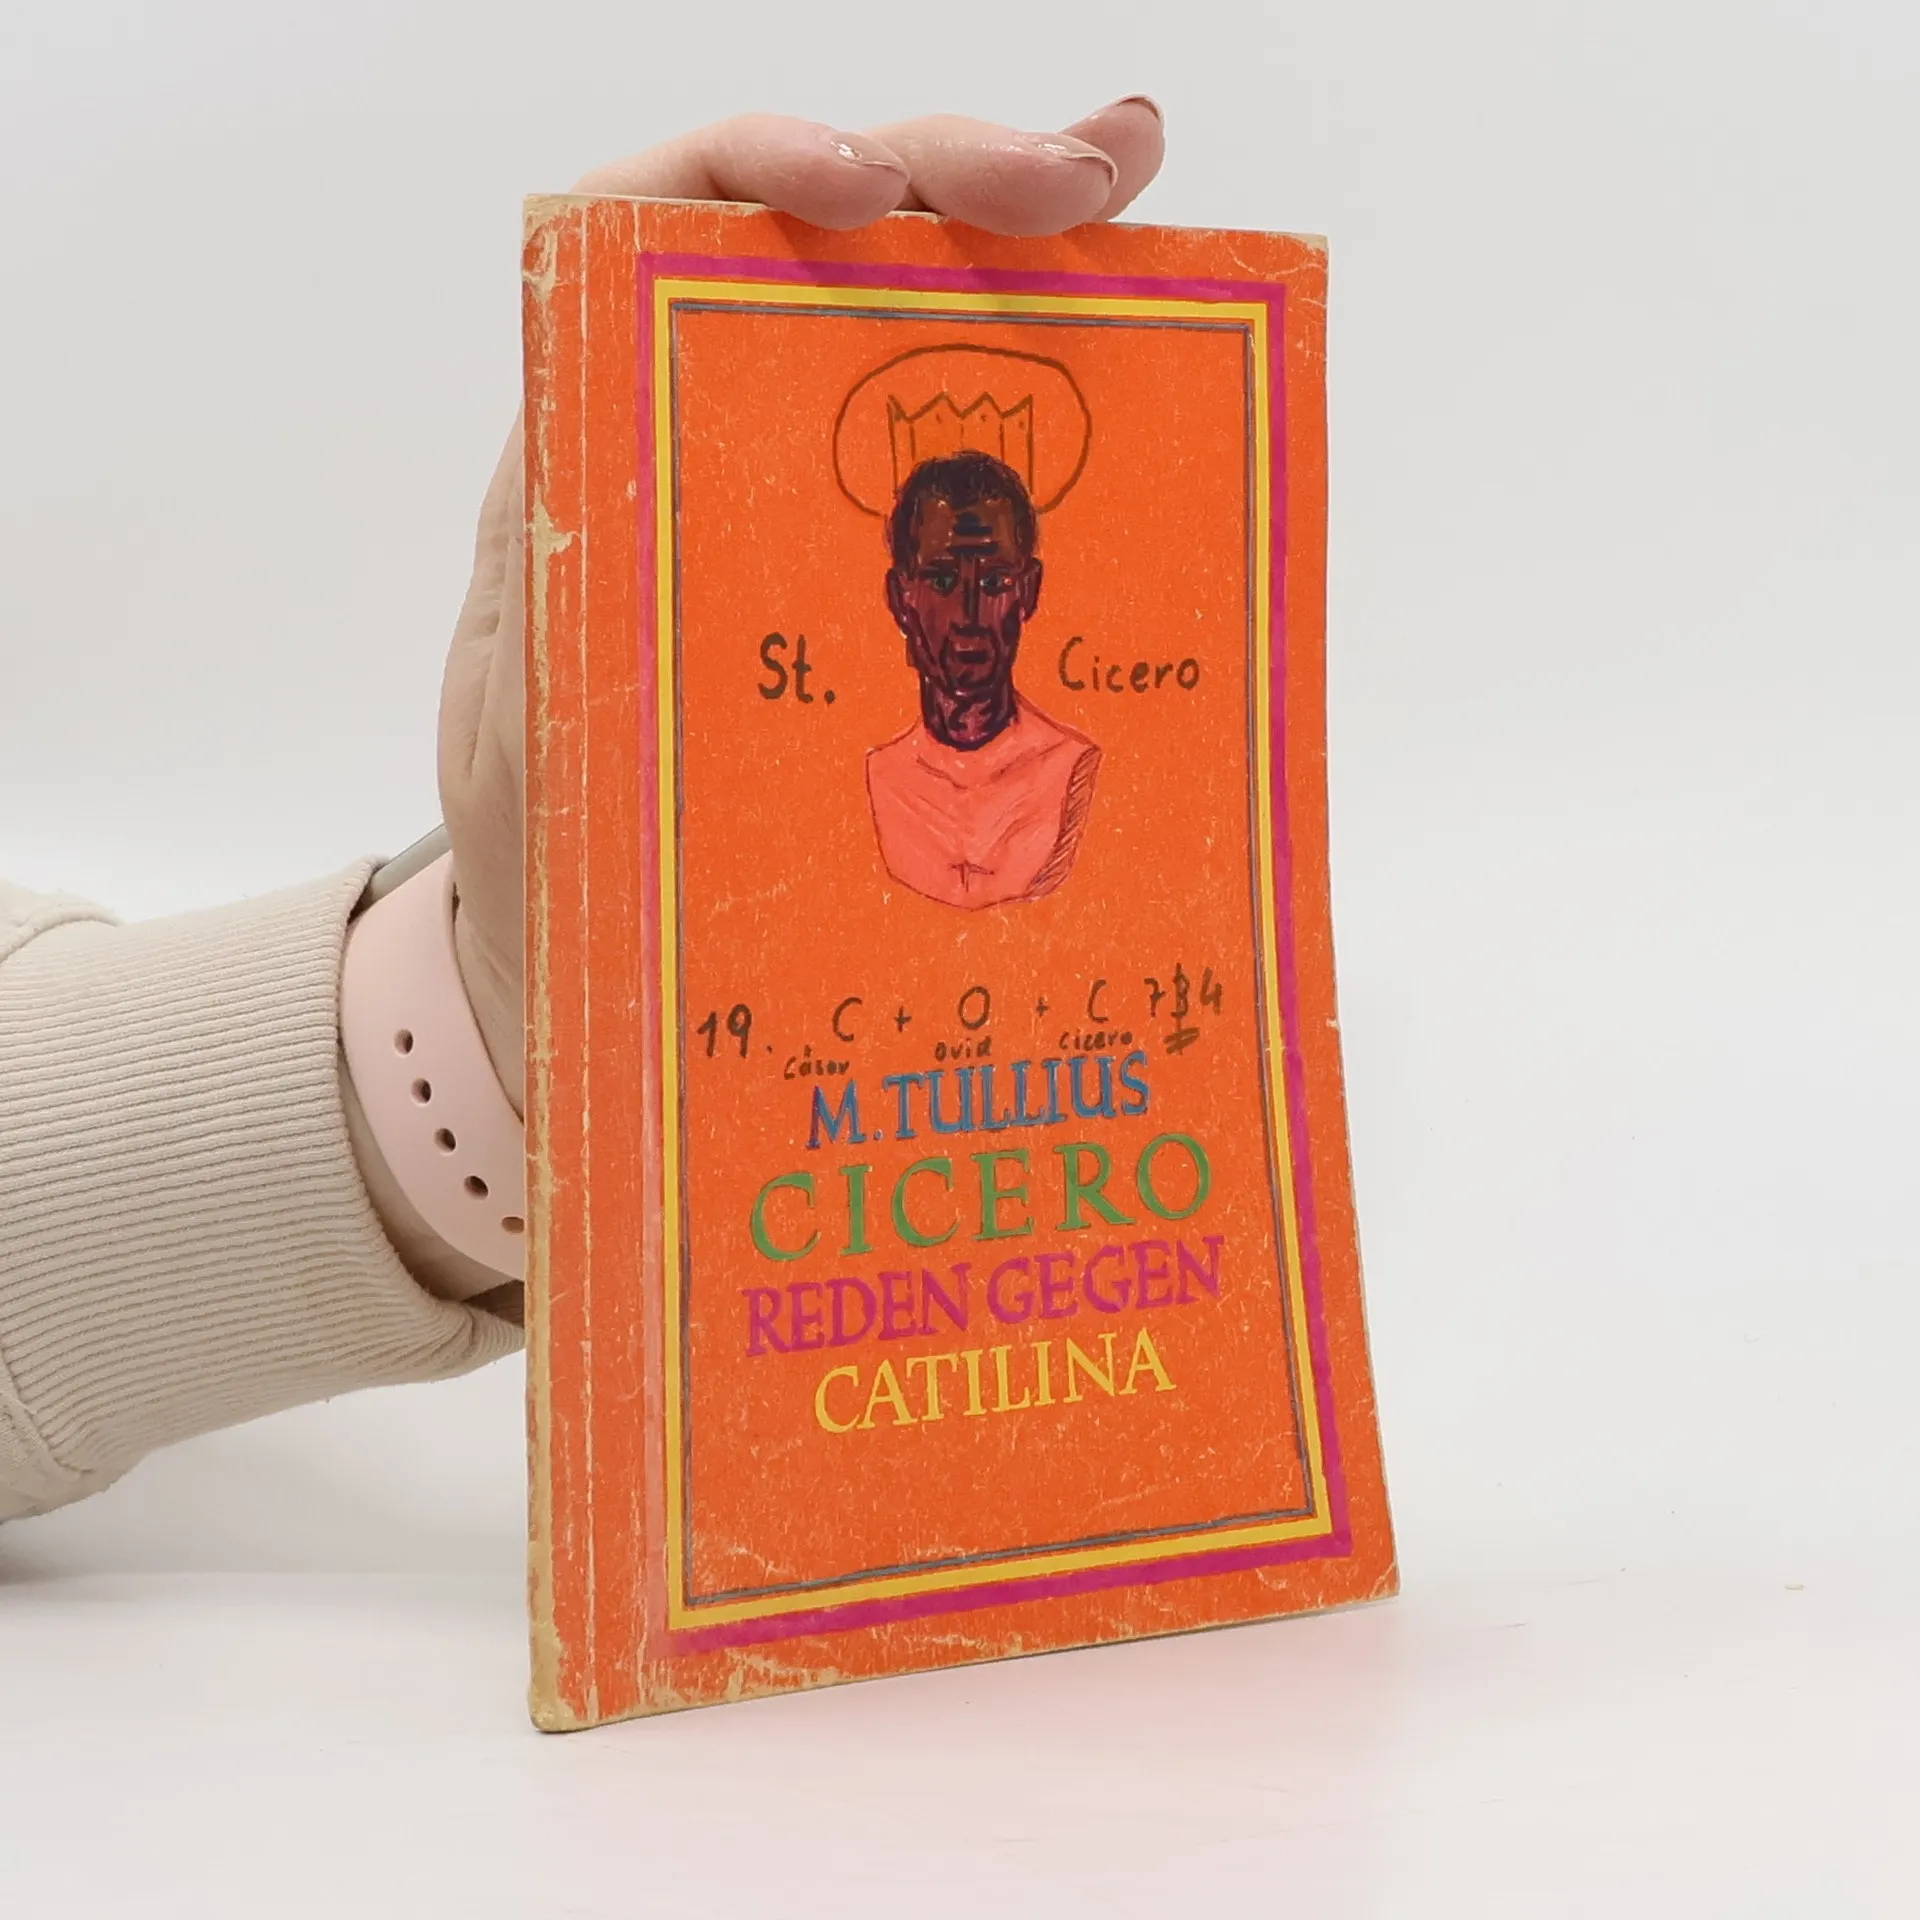 St. Cicero
19. C + O + C 7 4
Cäsar Ovid Cicero
M. TULLIUS
CICERO
REDEN GEGEN
CATILINA